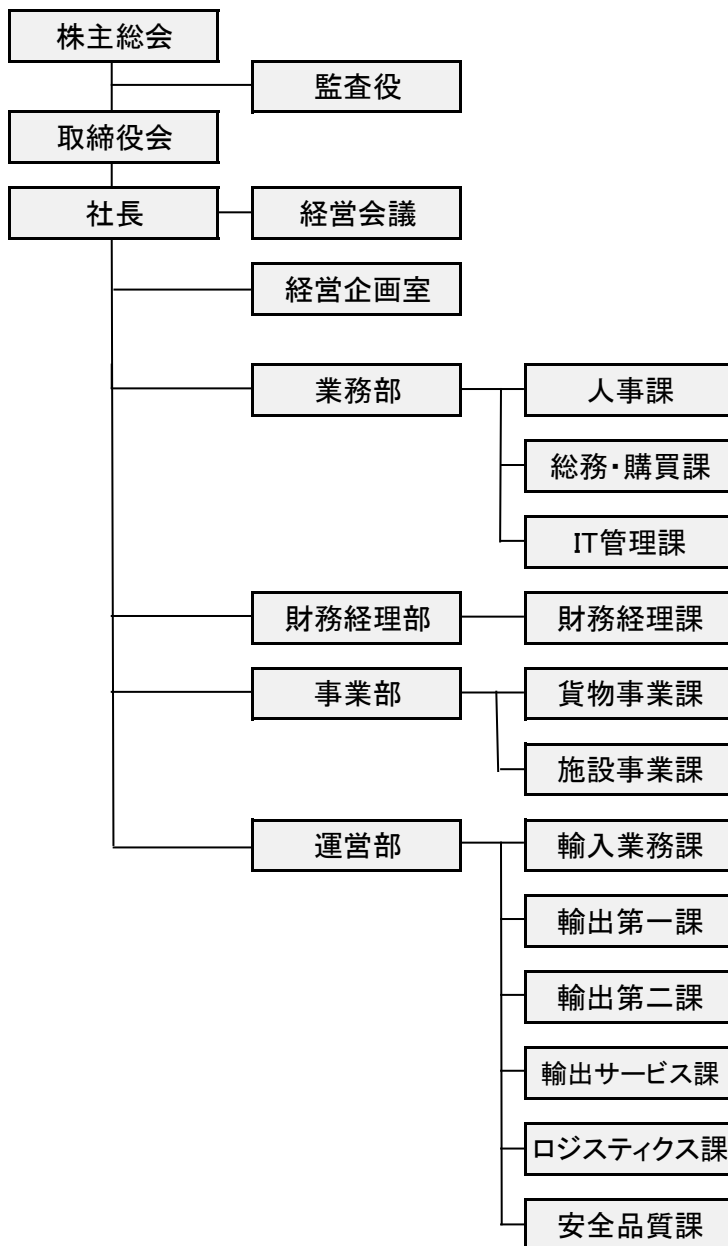 株主総会
監査役
取締役会
社長
経営会議
経営企画室
業務部
人事課
総務・購買課
IT管理課
財務経理部
財務経理課
事業部
貨物事業課
施設事業課
運営部
輸入業務課
輸出第一課
輸出第二課
輸出サービス課
ロジスティクス課
安全品質課